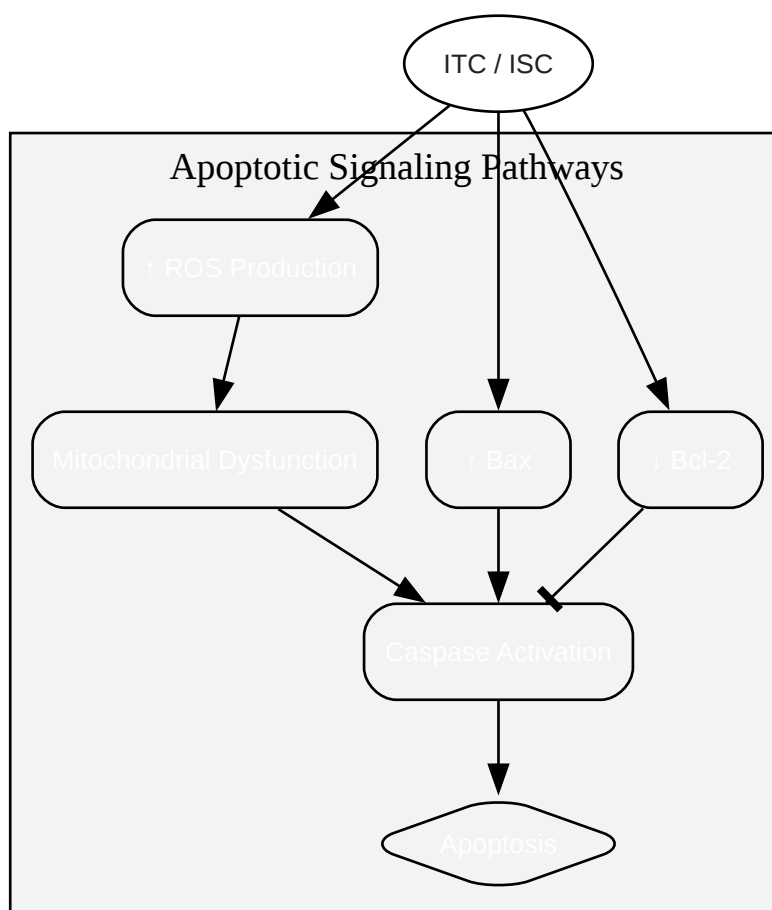 ITC / ISC
Apoptotic Signaling Pathways
↑ ROS Production
Mitochondrial Dysfunction
↑ Bax
↓ Bcl-2
Caspase Activation
Apoptosis